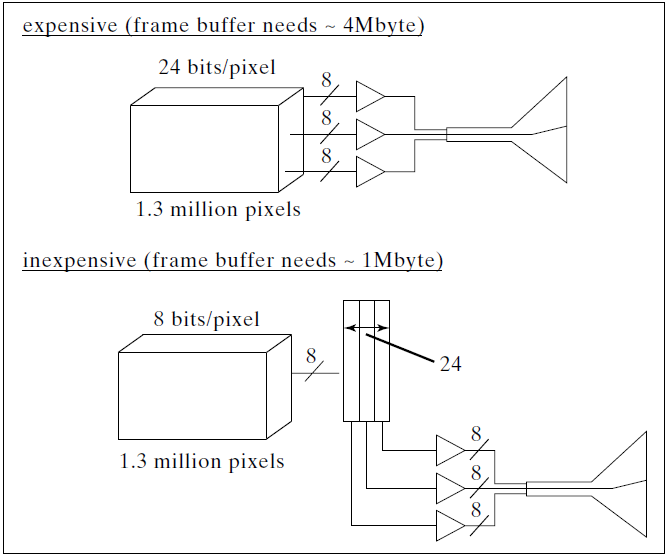 expensive (frame buffer needs ~ 4Mbyte)
24 bits/pixel
8
8
8
1.3 million pixels
inexpensive (frame buffer needs ~ 1Mbyte)
8 bits/pixel
8
24
1.3 million pixels
8
8
8